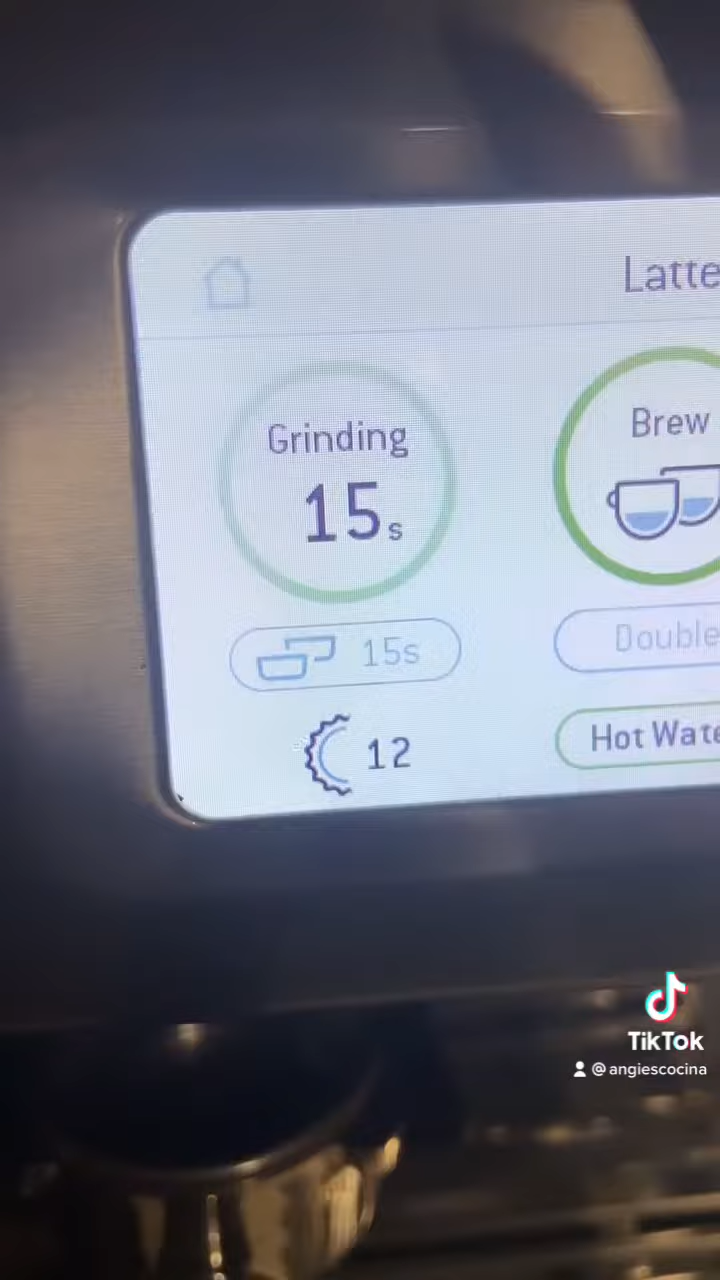 Latte
Grinding
15s
Brew
15s
Double
12
Hot Wate
TikTok
@angiescocina